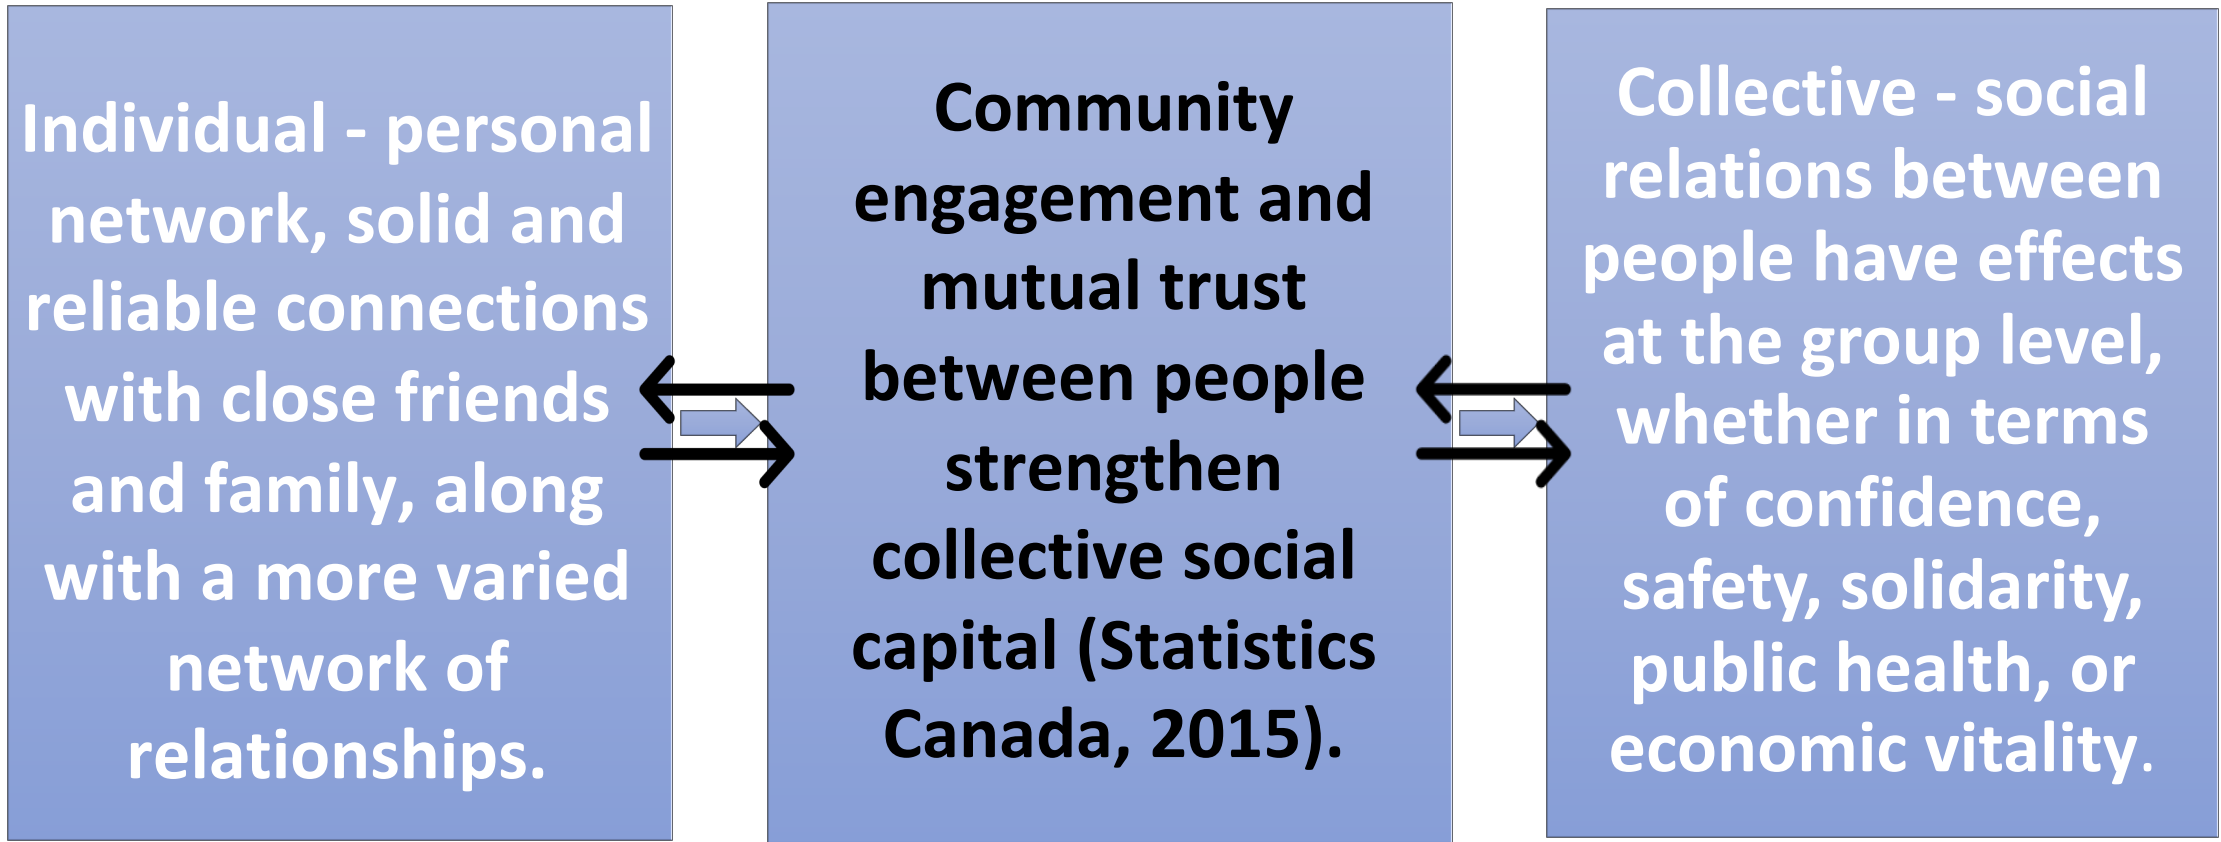 Individual - personal
network, solid and
reliable connections
with close friends
and family, along
with a more varied
network of
relationships.
Community
engagement and
mutual trust
between people
strengthen
collective social
capital (Statistics
Canada, 2015).
Collective - social
relations between
people have effects
at the group level,
whether in terms
of confidence,
safety, solidarity,
public health, or
economic vitality.